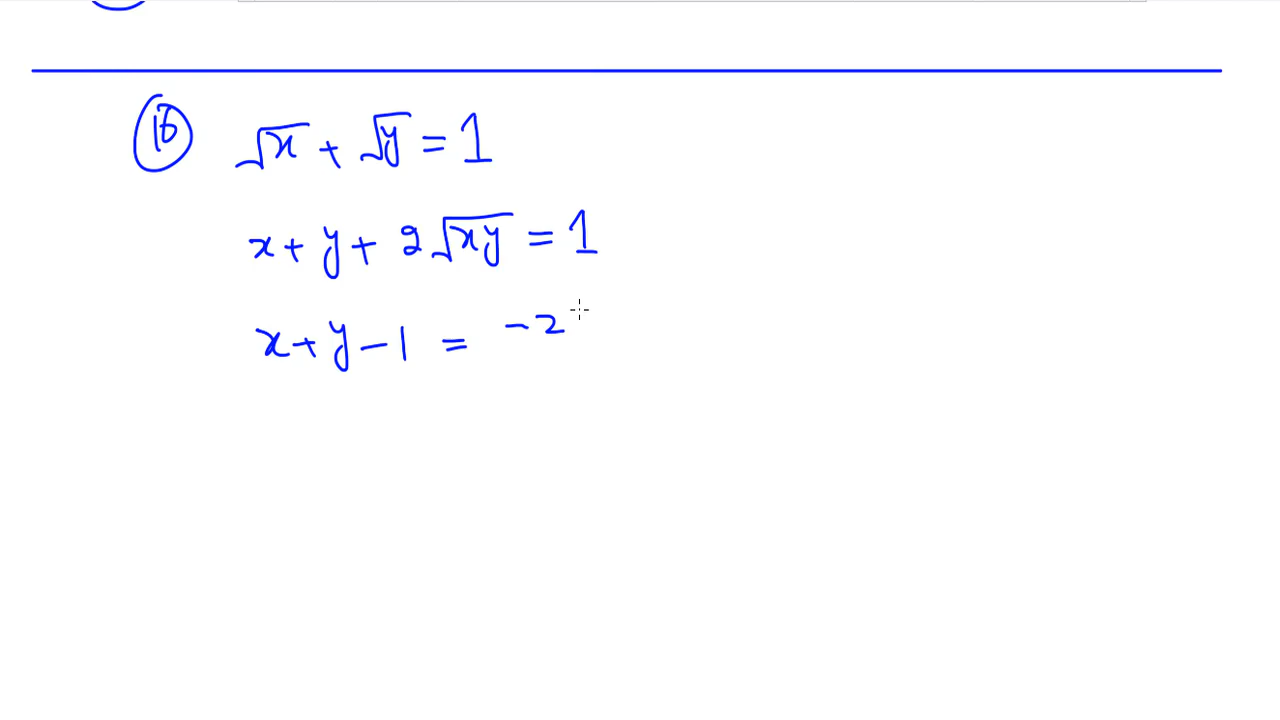 16 √x + √y = 1
x + y + 2√xy = 1
x + y - 1 = -2